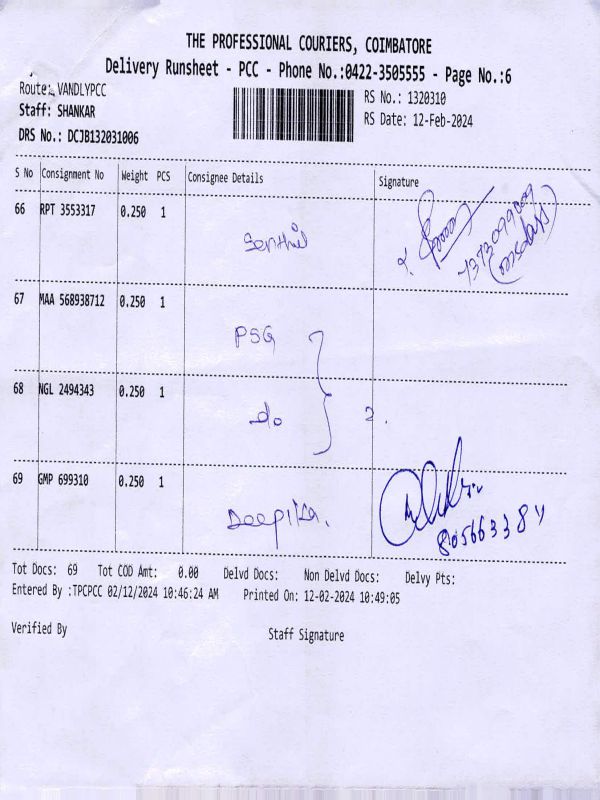 THE PROFESSIONAL COURIERS, COIMBATORE
Delivery Runsheet - PCC - Phone No.:0422-3505555 - Page No.:6
Route: VANDLYPCC
RS No.: 1320310
Staff: SHANKAR
RS Date: 12-Feb-2024
DRS No.: DCJB132031006
S No Consignment No Weight PCS Consignee Details Signature
66 RPT 3553317 0.250 1
Senthil
67 MAA 568938712 0.250 1
PSG
68 NGL 2494343 0.250 1
do 2.
69 GMP 699310 0.250 1
Deepika.
Tot Docs: 69 Tot COD Amt: 0.00 Delvd Docs: Non Delvd Docs: Delvy Pts:
Entered By :TPCPCC 02/12/2024 10:46:24 AM Printed On: 12-02-2024 10:49:05
Verified By Staff Signature